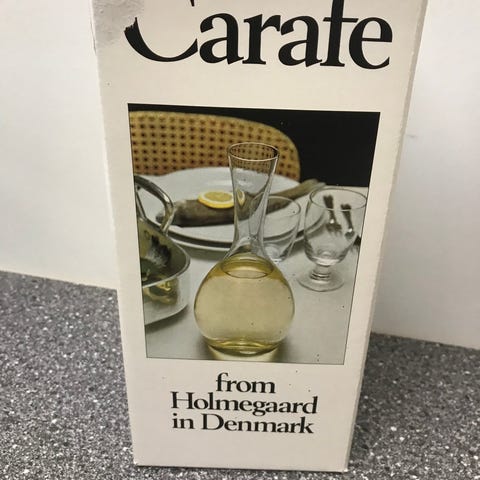 Carafe
from
Holmegaard
in Denmark